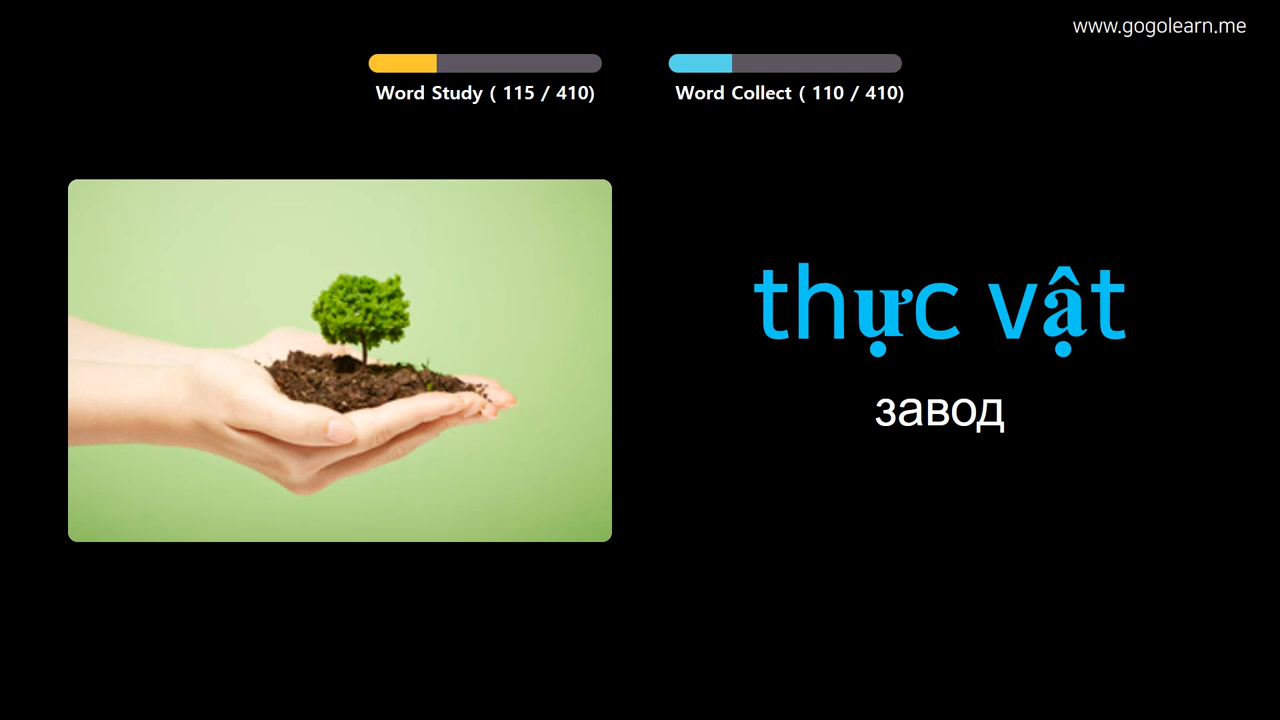 www.gogolearn.me
Word Study ( 115 / 410)
Word Collect ( 110 / 410)
thực vật
завод